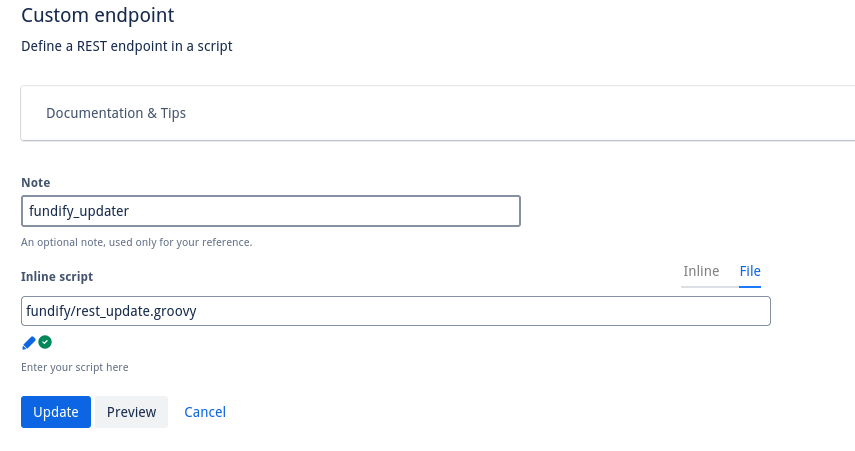 Custom endpoint
Define a REST endpoint in a script
Documentation & Tips
Note
fundify_updater
An optional note, used only for your reference.
Inline script
Inline File
fundify/rest_update.groovy
Enter your script here
Update Preview Cancel